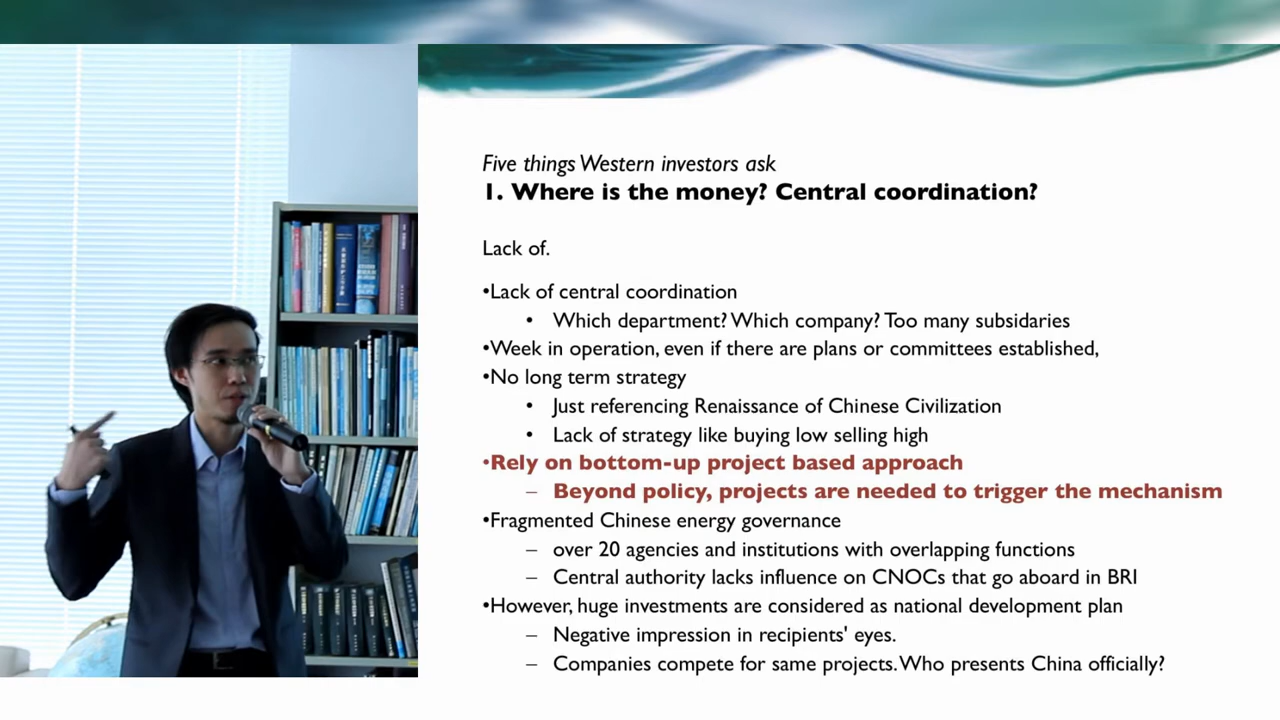 Five things Western investors ask
1. Where is the money? Central coordination?
Lack of.
•Lack of central coordination
• Which department? Which company? Too many subsidaries
•Week in operation, even if there are plans or committees established,
•No long term strategy
• Just referencing Renaissance of Chinese Civilization
• Lack of strategy like buying low selling high
•Rely on bottom-up project based approach
– Beyond policy, projects are needed to trigger the mechanism
•Fragmented Chinese energy governance
– over 20 agencies and institutions with overlapping functions
– Central authority lacks influence on CNOCs that go aboard in BRI
•However, huge investments are considered as national development plan
– Negative impression in recipients' eyes.
– Companies compete for same projects. Who presents China officially?